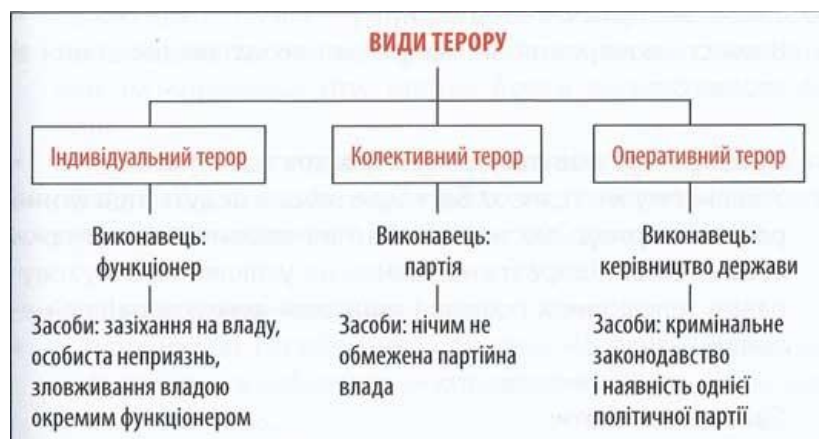 ВИДИ ТЕРОРУ
Індивідуальний терор
Колективний терор
Оперативний терор
Виконавець:
функціонер
Виконавець:
партія
Виконавець:
керівництво держави
Засоби: зазіхання на владу,
особиста неприязнь,
зловживання владою
окремим функціонером
Засоби: нічим не
обмежена партійна
влада
Засоби: кримінальне
законодавство
і наявність однієї
політичної партії